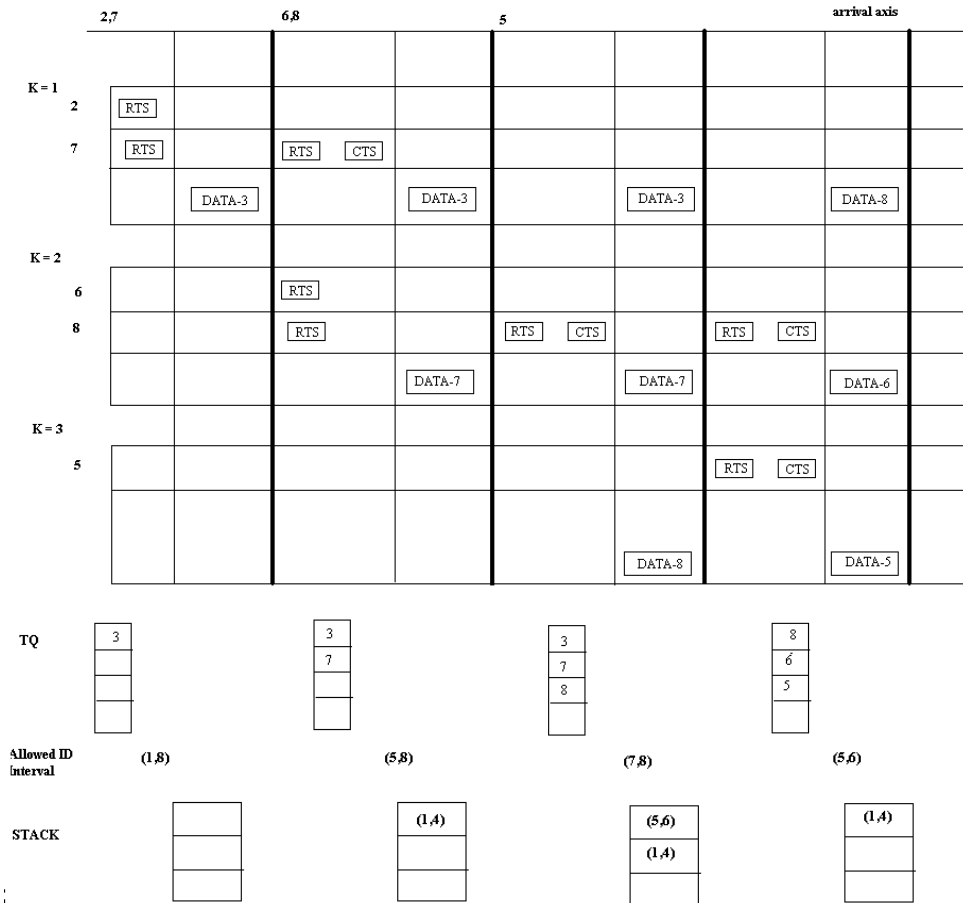 2,7 6,8 5 arrival axis
K = 1
2 RTS
7 RTS RTS CTS
DATA-3 DATA-3 DATA-3 DATA-8
K = 2
6 RTS
8 RTS RTS CTS RTS CTS
DATA-7 DATA-7 DATA-6
K = 3
5 RTS CTS
DATA-8 DATA-5
TQ
3 3 3 8
7 7 6
8 5
Allowed ID (1,8) (5,8) (7,8) (5,6)
Interval
STACK (1,4) (5,6) (1,4)
(1,4)